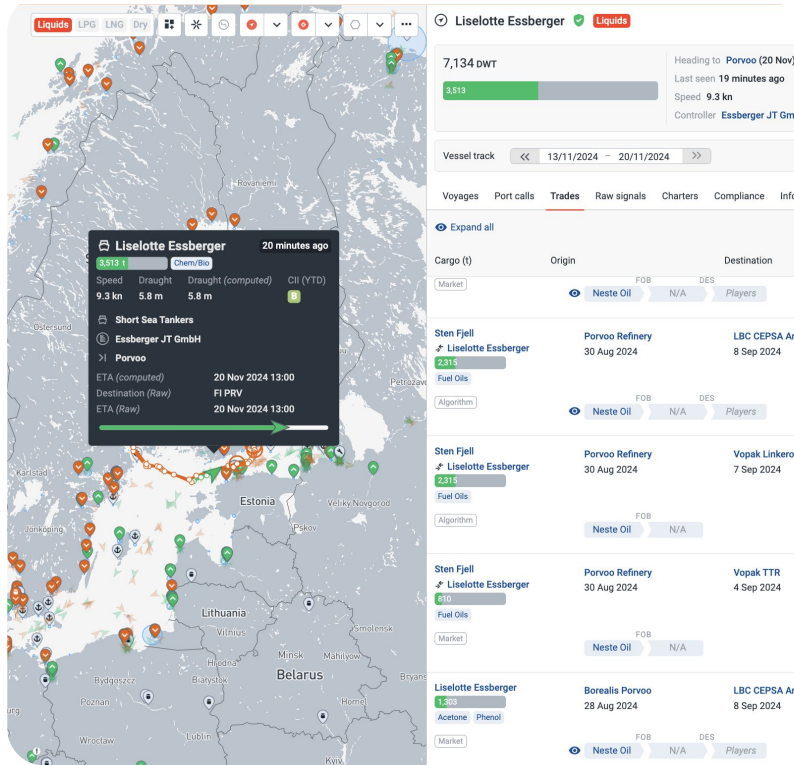 Liquids LPG LNG Dry
Rovaniemi
Liselotte Essberger 20 minutes ago
3,513 t Chem/Bio
Speed Draught Draught (computed) CII (YTD)
9.3 kn 5.8 m 5.8 m B
Short Sea Tankers
Essberger JT GmbH
Porvoo
ETA (computed) 20 Nov 2024 13:00
Destination (Raw) FI PRV
ETA (Raw) 20 Nov 2024 13:00
Östersund
Petrozavo
Karlstad
Estonia
Veliky Novgorod
Pskov
Jönköping
Lithuania
Vilnius
Smolensk
Hrodna
Minsk
Mahilyow
Bydgoszcz
Białystok
Belarus
Bryans
Poznan
Homel
urg
Wrocław
Lublin
Kyiv
Liselotte Essberger Liquids
7,134 DWT
3,513
Heading to Porvoo (20 Nov)
Last seen 19 minutes ago
Speed 9.3 kn
Controller Essberger JT Gm
Vessel track 13/11/2024 – 20/11/2024
Voyages Port calls Trades Raw signals Charters Compliance Info
Expand all
Cargo (t) Origin Destination
Market
FOB DES
Neste Oil N/A Players
Sten Fjell Porvoo Refinery LBC CEPSA An
Liselotte Essberger 30 Aug 2024 8 Sep 2024
2,315
Fuel Oils
Algorithm
FOB DES
Neste Oil N/A Players
Sten Fjell Porvoo Refinery Vopak Linkero
Liselotte Essberger 30 Aug 2024 7 Sep 2024
2,315
Fuel Oils
Algorithm
FOB
Neste Oil N/A
Sten Fjell Porvoo Refinery Vopak TTR
Liselotte Essberger 30 Aug 2024 4 Sep 2024
810
Fuel Oils
Market
FOB
Neste Oil N/A
Liselotte Essberger Borealis Porvoo LBC CEPSA An
1,303 28 Aug 2024 8 Sep 2024
Acetone Phenol
Market
FOB DES
Neste Oil N/A Players